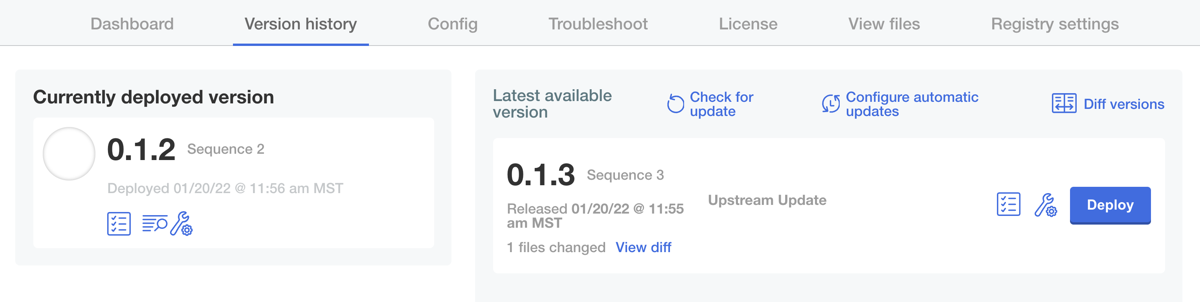 Dashboard
Version history
Config
Troubleshoot
License
View files
Registry settings
Currently deployed version
0.1.2 Sequence 2
Deployed 01/20/22 @ 11:56 am MST
Latest available
version
Check for
update
Configure automatic
updates
Diff versions
0.1.3 Sequence 3
Released 01/20/22 @ 11:55
am MST
1 files changed View diff
Upstream Update
Deploy